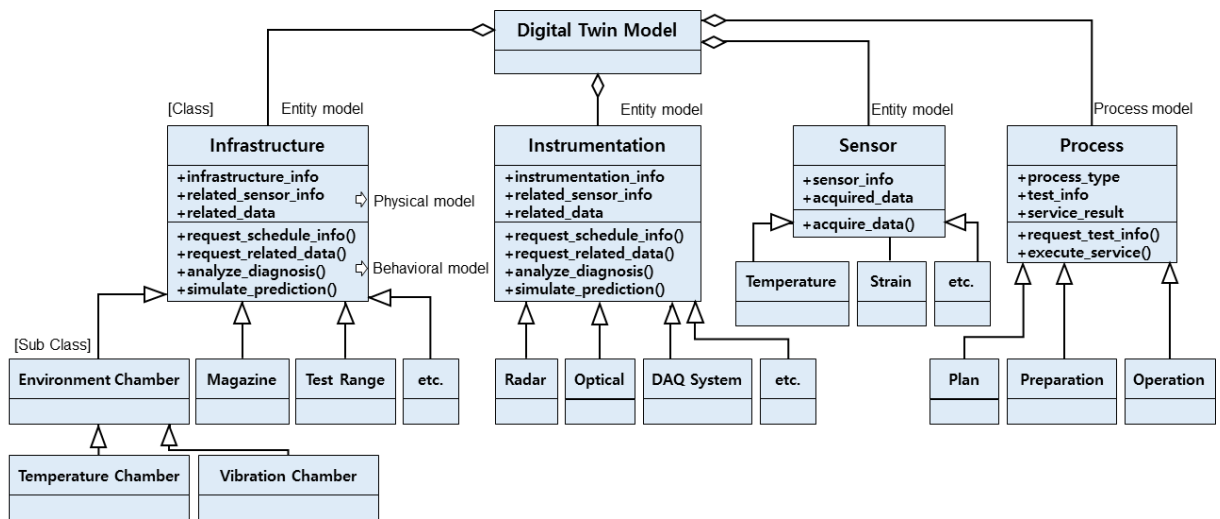 Digital Twin Model
[Class]
Entity model
Entity model
Entity model
Process model
Infrastructure
+infrastructure_info
+related_sensor_info
+related_data
+request_schedule_info()
+request_related_data()
+analyze_diagnosis()
+simulate_prediction()
Physical model
Behavioral model
Instrumentation
+instrumentation_info
+related_sensor_info
+related_data
+request_schedule_info()
+request_related_data()
+analyze_diagnosis()
+simulate_prediction()
Sensor
+sensor_info
+acquired_data
+acquire_data()
Process
+process_type
+test_info
+service_result
+request_test_info()
+execute_service()
Temperature
Strain
etc.
[Sub Class]
Environment Chamber
Magazine
Test Range
etc.
Radar
Optical
DAQ System
etc.
Plan
Preparation
Operation
Temperature Chamber
Vibration Chamber